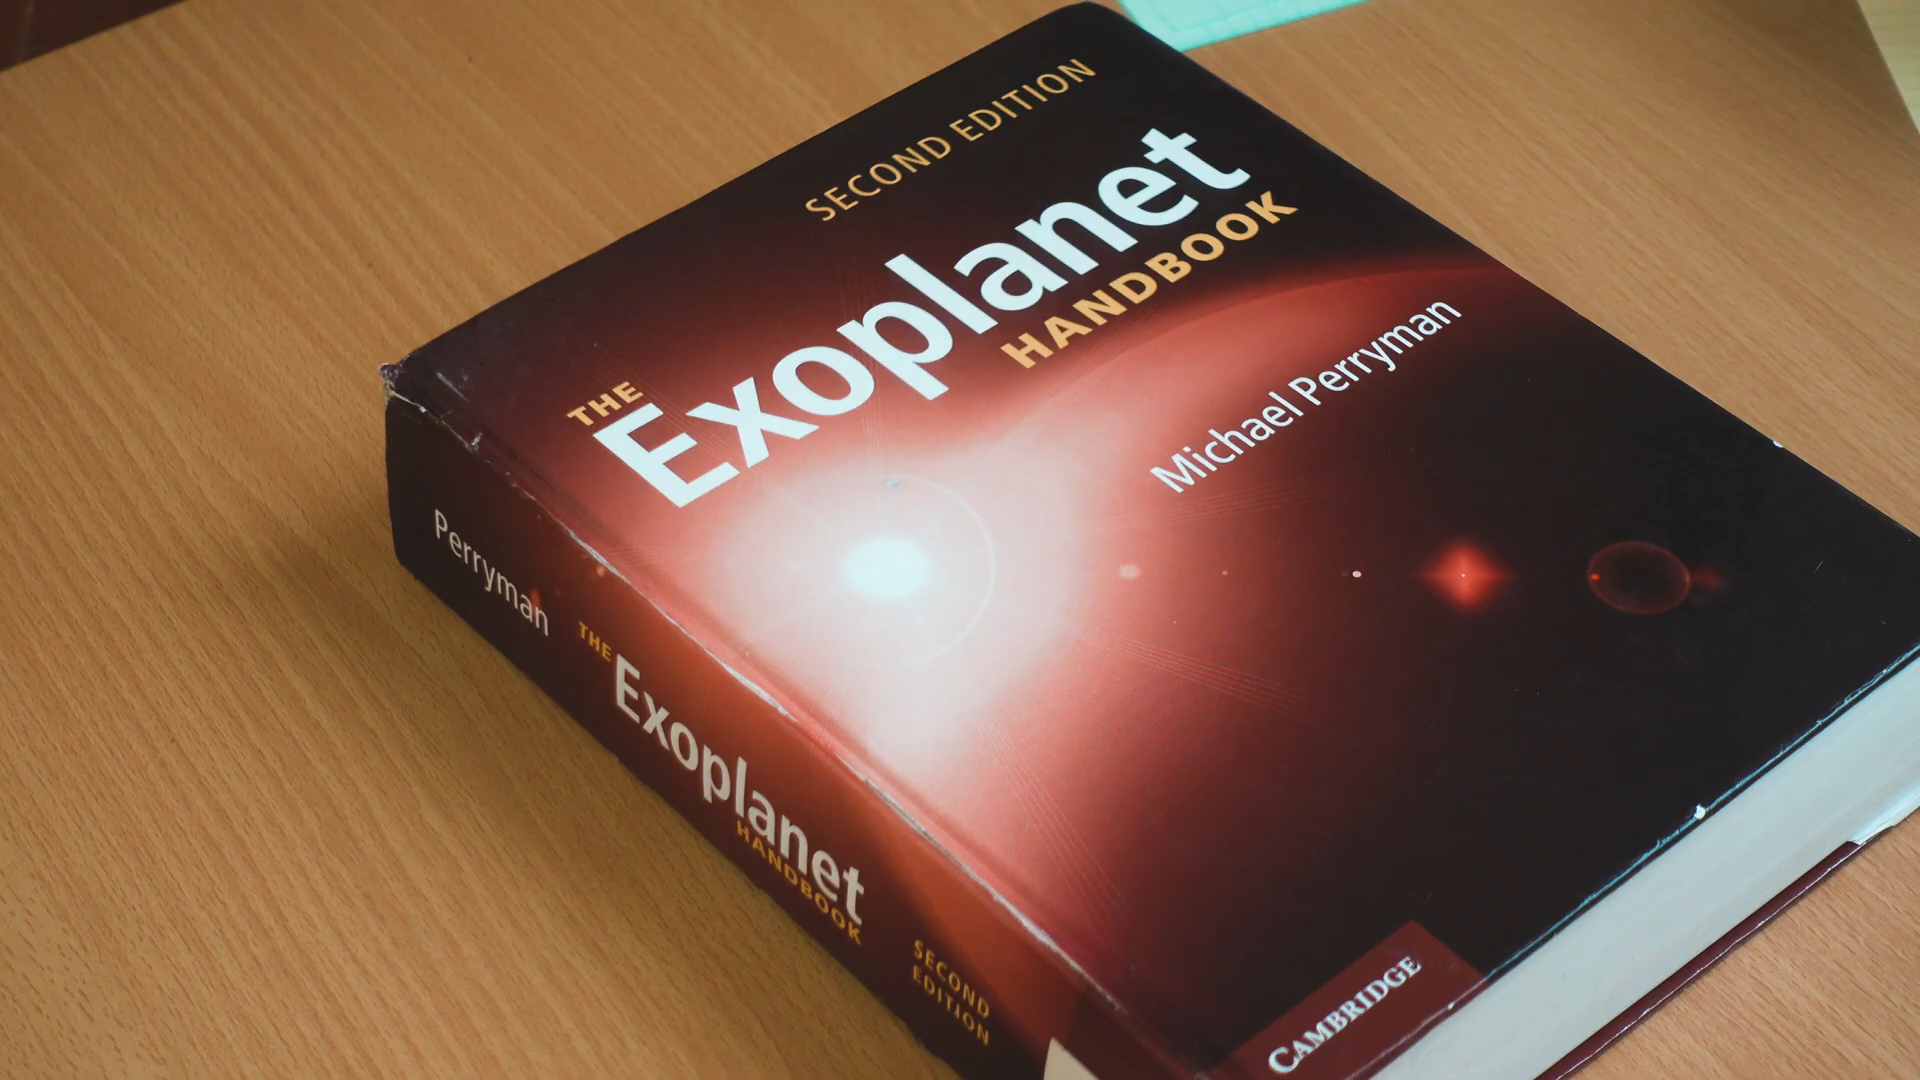 SECOND EDITION
THE
Exoplanet
HANDBOOK
Michael Perryman
CAMBRIDGE
Perryman
THE
Exoplanet
HANDBOOK
SECOND
EDITION